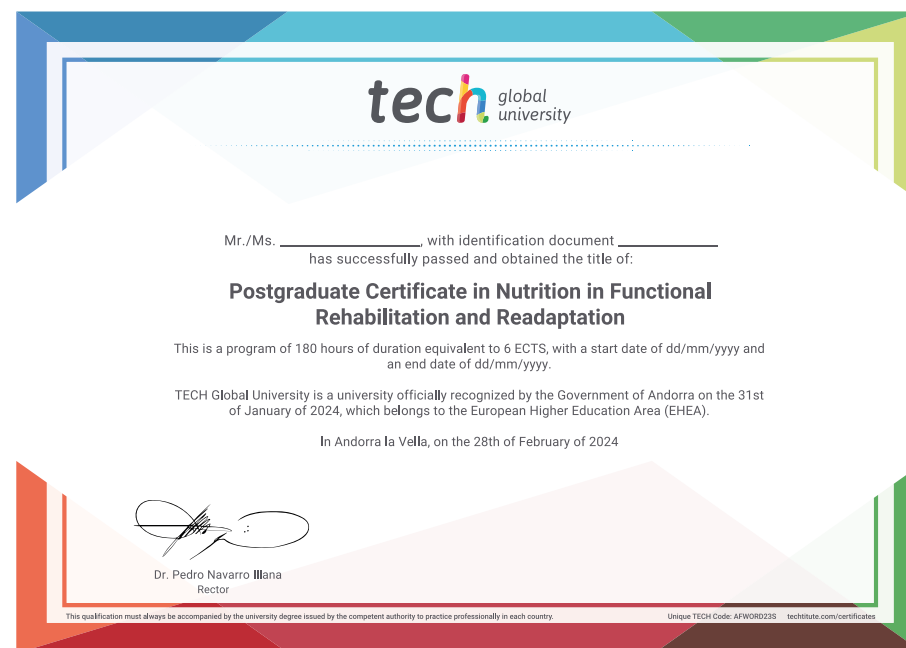 tech global
university
Mr./Ms. ____________, with identification document ____________
has successfully passed and obtained the title of:
Postgraduate Certificate in Nutrition in Functional
Rehabilitation and Readaptation
This is a program of 180 hours of duration equivalent to 6 ECTS, with a start date of dd/mm/yyyy and
an end date of dd/mm/yyyy.
TECH Global University is a university officially recognized by the Government of Andorra on the 31st
of January of 2024, which belongs to the European Higher Education Area (EHEA).
In Andorra la Vella, on the 28th of February of 2024
Dr. Pedro Navarro Illana
Rector
This qualification must always be accompanied by the university degree issued by the competent authority to practice professionally in each country. Unique TECH Code: AFWORD23S techtitute.com/certificates